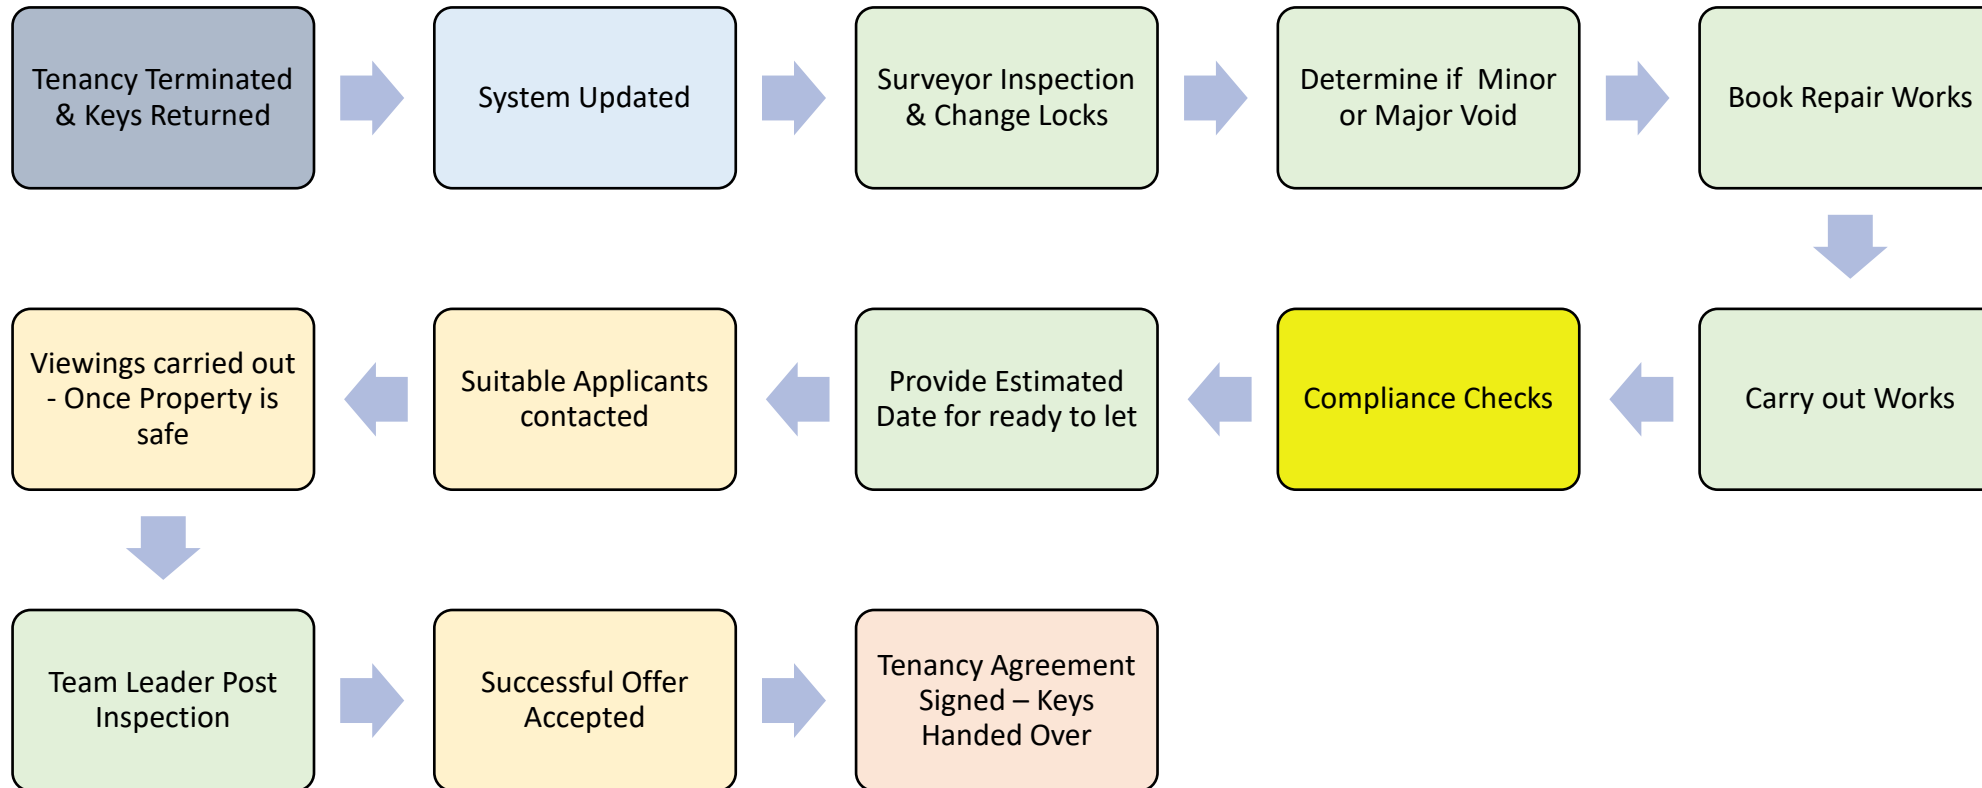 Tenancy Terminated
& Keys Returned
System Updated
Surveyor Inspection
& Change Locks
Determine if  Minor
or Major Void
Book Repair Works
Viewings carried out
- Once Property is
safe
Suitable Applicants
contacted
Provide Estimated
Date for ready to let
Compliance Checks
Carry out Works
Team Leader Post
Inspection
Successful Offer
Accepted
Tenancy Agreement
Signed – Keys
Handed Over